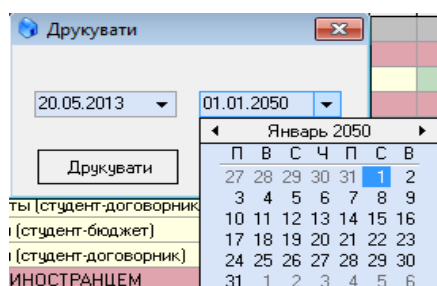 Друкувати
20.05.2013
01.01.2050
Январь 2050
П В С Ч П С В
27 28 29 30 31 1 2
3 4 5 6 7 8 9
10 11 12 13 14 15 16
17 18 19 20 21 22 23
24 25 26 27 28 29 30
31 1 2 3 4 5 6
Друкувати
ты (студент-договорник
(студент-бюджет)
(студент-договорник)
ИНОСТРАНЦЕМ